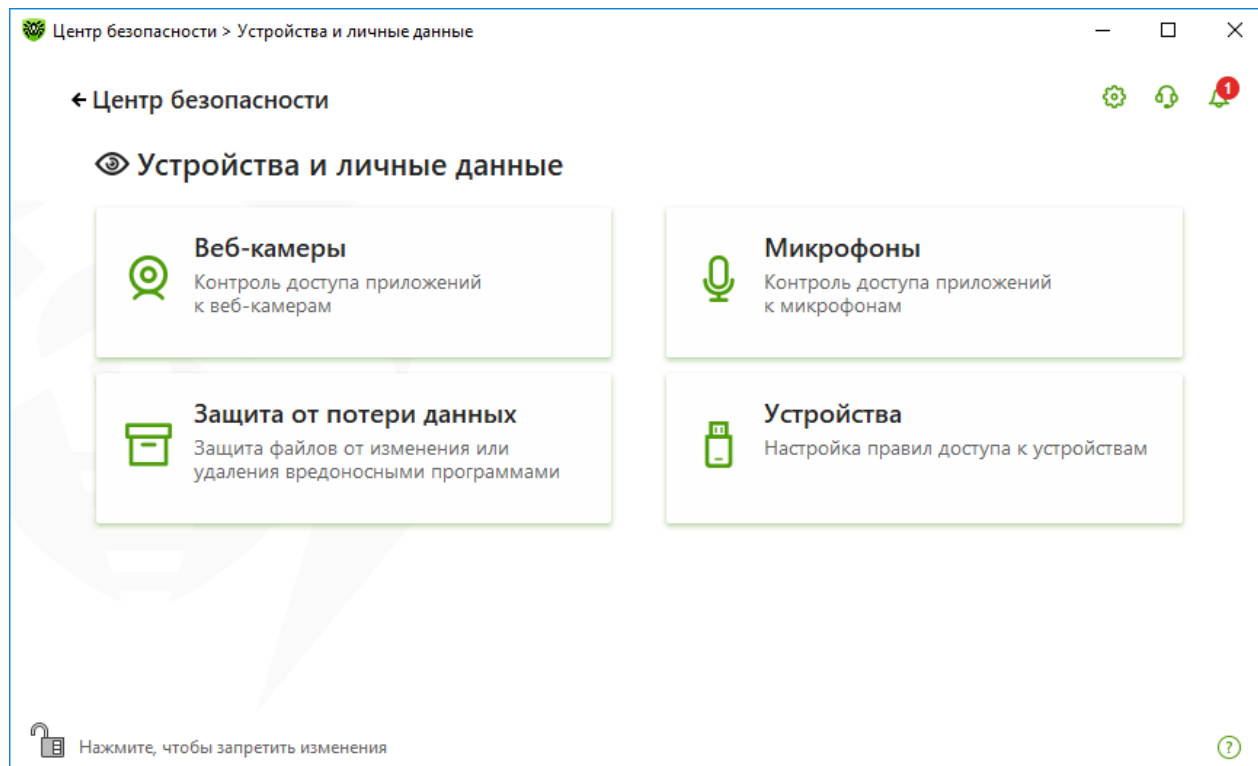 Центр безопасности > Устройства и личные данные
Центр безопасности
1
Устройства и личные данные
Веб-камеры
Контроль доступа приложений
к веб-камерам
Микрофоны
Контроль доступа приложений
к микрофонам
Защита от потери данных
Защита файлов от изменения или
удаления вредоносными программами
Устройства
Настройка правил доступа к устройствам
Нажмите, чтобы запретить изменения
?